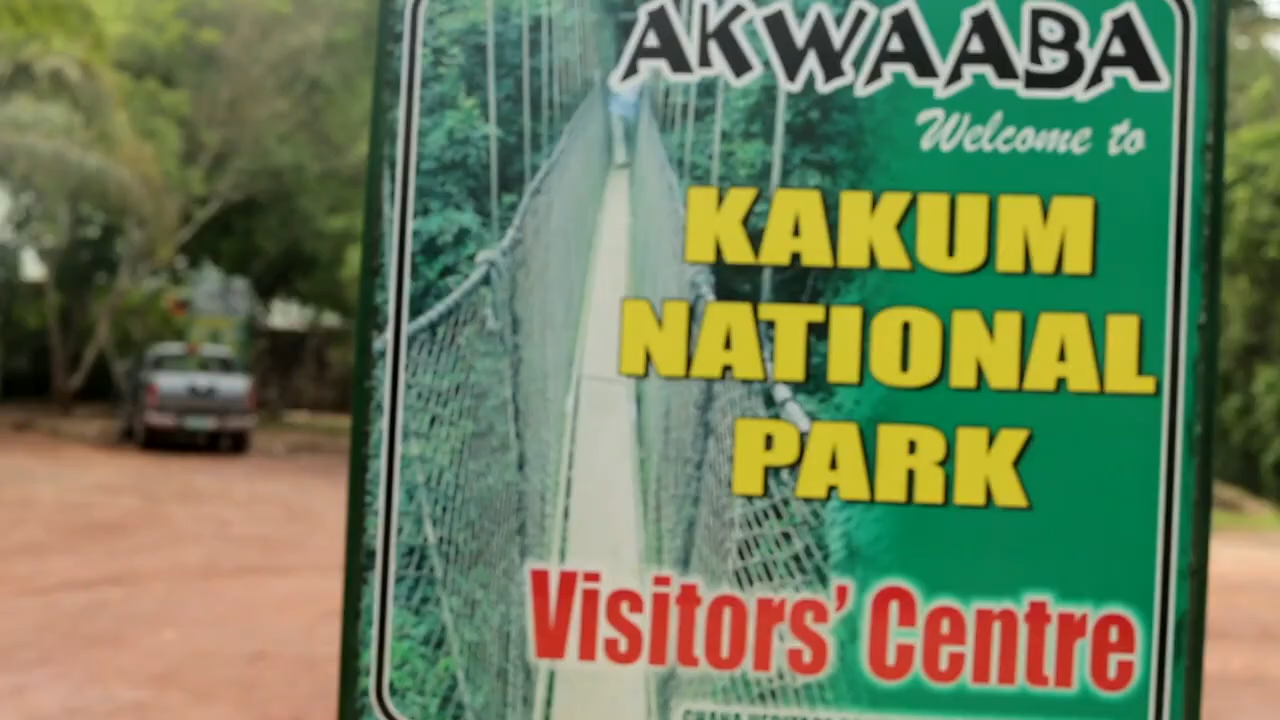 AKWAABA
Welcome to
KAKUM
NATIONAL
PARK
Visitors' Centre